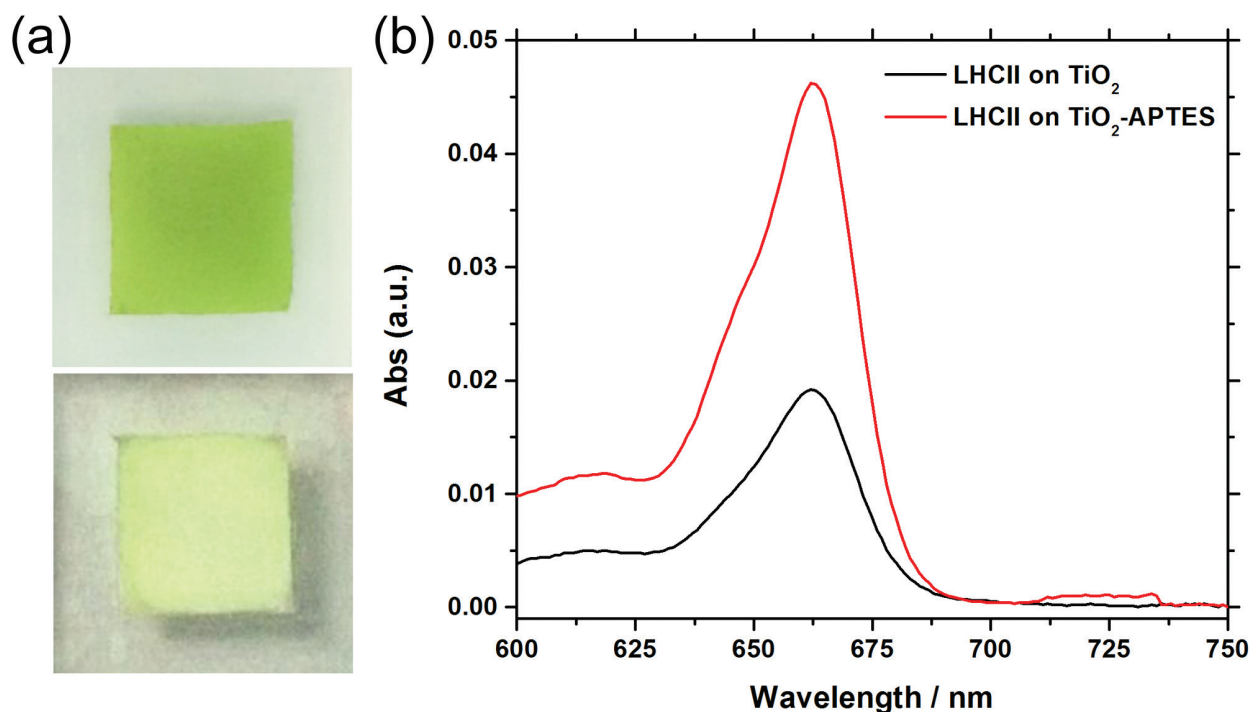 (a)
(b)
0.05
0.04
0.03
0.02
0.01
0.00
Abs (a.u.)
LHCII on TiO₂
LHCII on TiO₂-APTES
600 625 650 675 700 725 750
Wavelength / nm